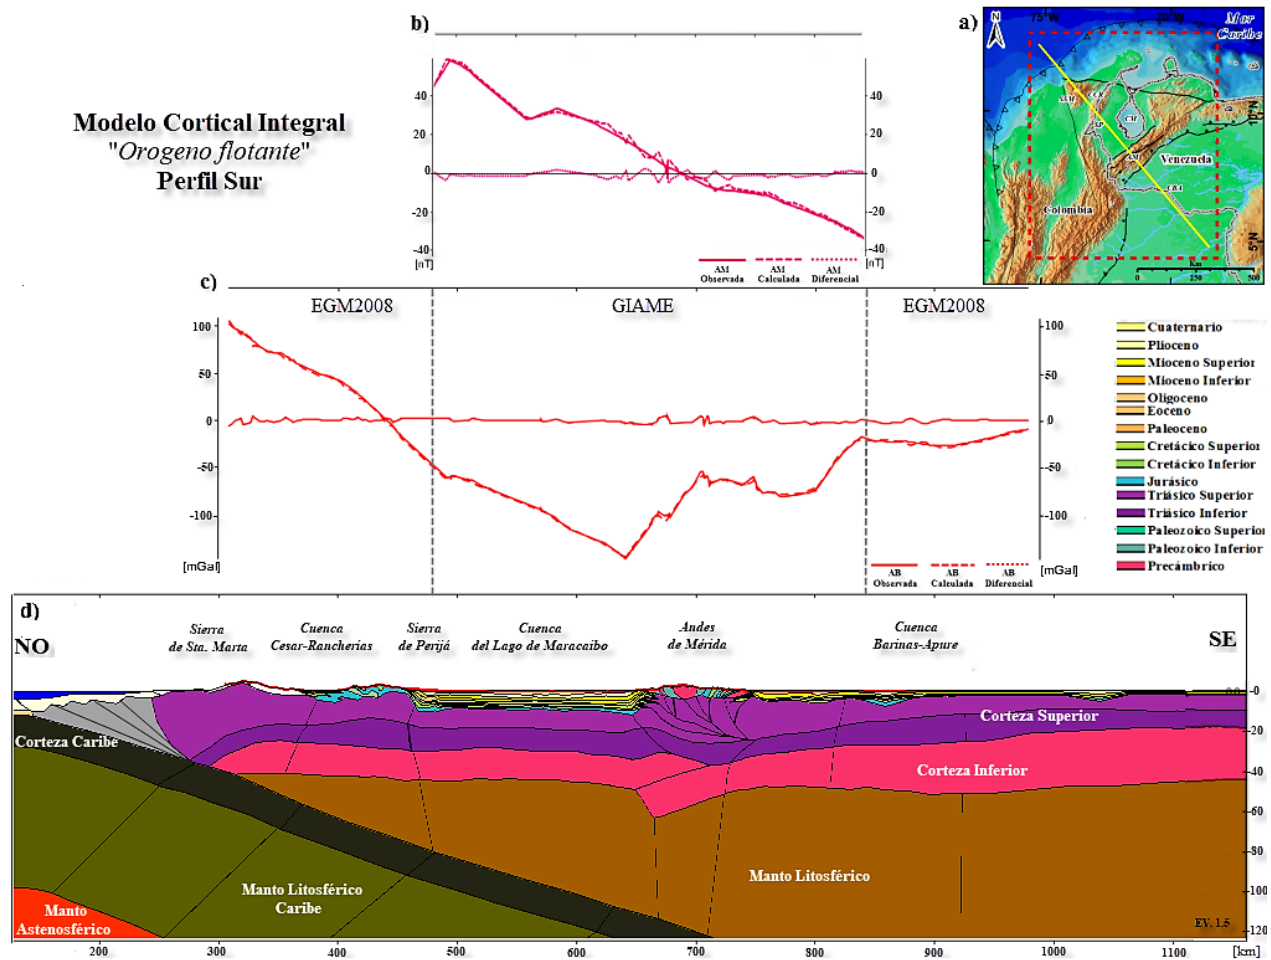 Modelo Cortical Integral
"Orogeno flotante"
Perfil Sur
b)
40
20
0
-20
-40
[nT]
40
20
0
-20
-40
[nT]
AM Observada
AM Calculada
AM Diferencial
a)
N
75°W
70°W
Mar Caribe
10°N
5°N
CCR
SP
CM
AM
CBA
Venezuela
Colombia
Km
0
250
500
c)
EGM2008
GIAME
EGM2008
100
50
0
-50
-100
[mGal]
100
50
0
-50
-100
[mGal]
AB Observada
AB Calculada
AB Diferencial
Cuaternario
Plioceno
Mioceno Superior
Mioceno Inferior
Oligoceno
Eoceno
Paleoceno
Cretácico Superior
Cretácico Inferior
Jurásico
Triásico Superior
Triásico Inferior
Paleozoico Superior
Paleozoico Inferior
Precámbrico
d)
NO
SE
Sierra de Sta. Marta
Cuenca Cesar-Rancherias
Sierra de Perijá
Cuenca del Lago de Maracaibo
Andes de Mérida
Cuenca Barinas-Apure
Corteza Caribe
Corteza Superior
Corteza Inferior
Manto Litosférico
Manto Litosférico Caribe
Manto Astenosférico
EV. 1.5
-20
-40
-60
-80
-100
-120
200
300
400
500
600
700
800
900
1000
1100
[km]